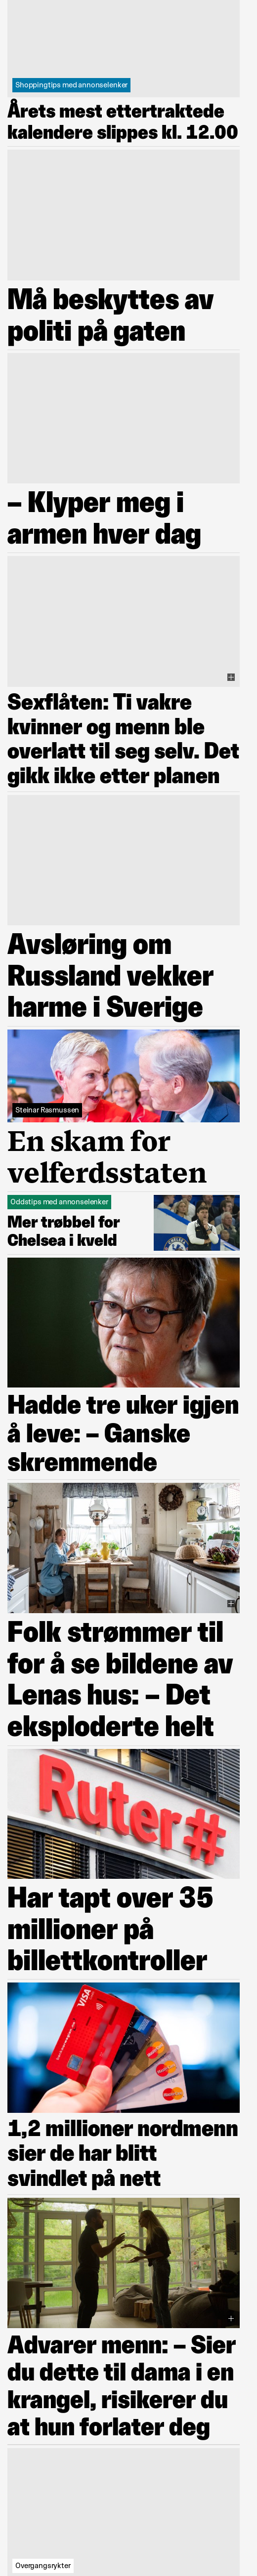 Shoppingtips med annonselenker
Årets mest ettertraktede
kalendere slippes kl. 12.00
Må beskyttes av
politi på gaten
– Klyper meg i
armen hver dag
Sexflåten: Ti vakre
kvinner og menn ble
overlatt til seg selv. Det
gikk ikke etter planen
Avsløring om
Russland vekker
harme i Sverige
Steinar Rasmussen
En skam for
velferdsstaten
Oddstips med annonselenker
Mer trøbbel for
Chelsea i kveld
Hadde tre uker igjen
å leve: – Ganske
skremmende
Folk strømmer til
for å se bildene av
Lenas hus: – Det
eksploderte helt
Ruter#
Har tapt over 35
millioner på
billettkontroller
VISA
MasterCard
MasterCard
1,2 millioner nordmenn
sier de har blitt
svindlet på nett
Advarer menn: – Sier
du dette til dama i en
krangel, risikerer du
at hun forlater deg
Overgangsrykter